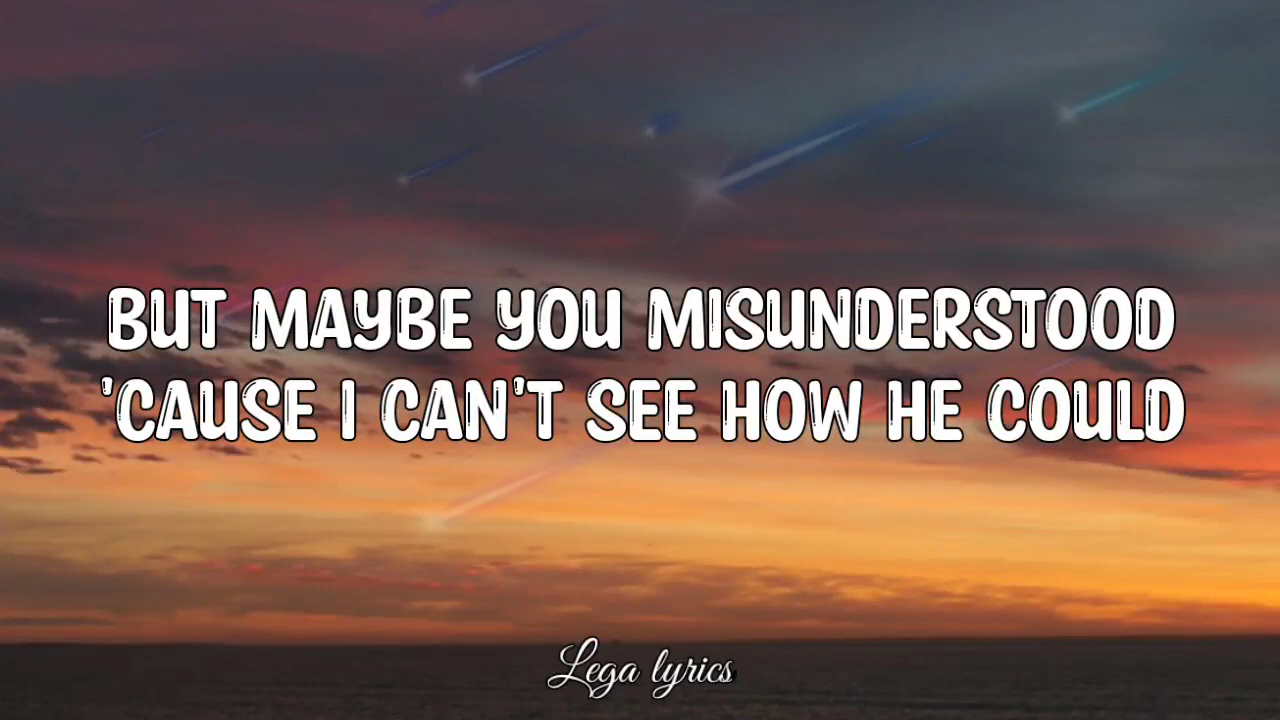 BUT MAYBE YOU MISUNDERSTOOD
'CAUSE I CAN'T SEE HOW HE COULD
Lega lyrics